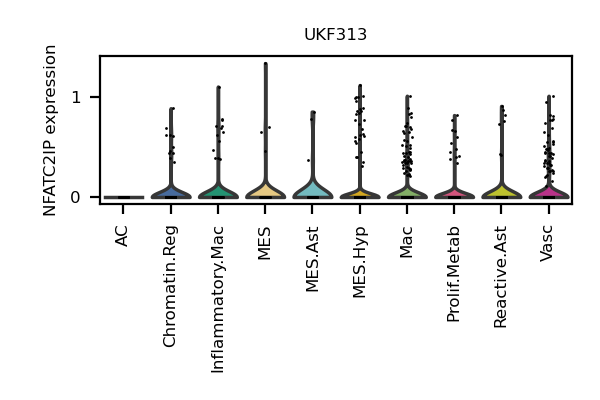 UKF313
NFATC2IP expression
1
0
AC
Chromatin.Reg
Inflammatory.Mac
MES
MES.Ast
MES.Hyp
Mac
Prolif.Metab
Reactive.Ast
Vasc